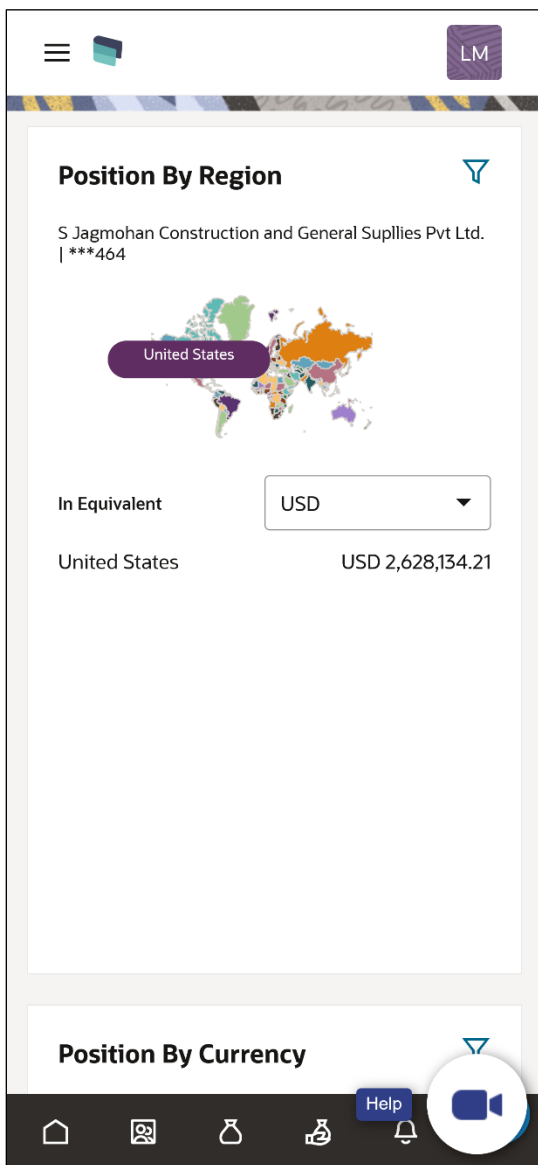 LM
Position By Region
S Jagmohan Construction and General Supllies Pvt Ltd.
| ***464
United States
In Equivalent
USD
United States
USD 2,628,134.21
Position By Currency
Help